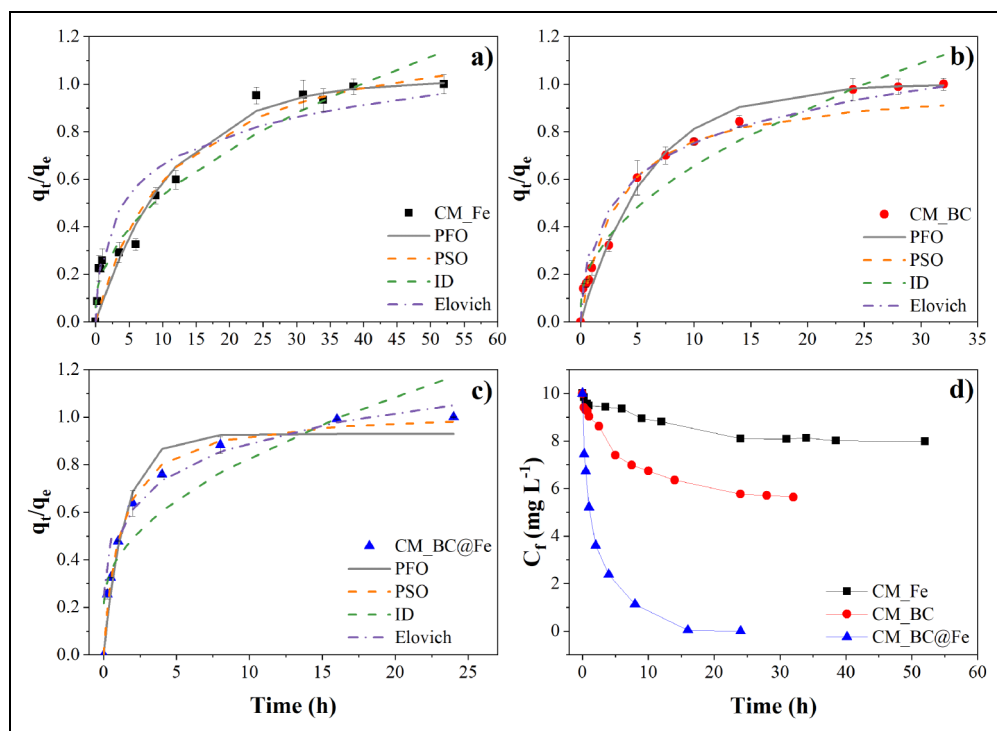 a)
1.2
1.0
0.8
0.6
0.4
0.2
0.0
qt/qe
CM_Fe
PFO
PSO
ID
Elovich
0 5 10 15 20 25 30 35 40 45 50 55 60
b)
1.2
1.0
0.8
0.6
0.4
0.2
0.0
qt/qe
CM_BC
PFO
PSO
ID
Elovich
0 5 10 15 20 25 30 35
c)
1.2
1.0
0.8
0.6
0.4
0.2
0.0
qt/qe
CM_BC@Fe
PFO
PSO
ID
Elovich
0 5 10 15 20 25
Time (h)
d)
10
8
6
4
2
0
Cf (mg L-1)
CM_Fe
CM_BC
CM_BC@Fe
0 10 20 30 40 50 60
Time (h)